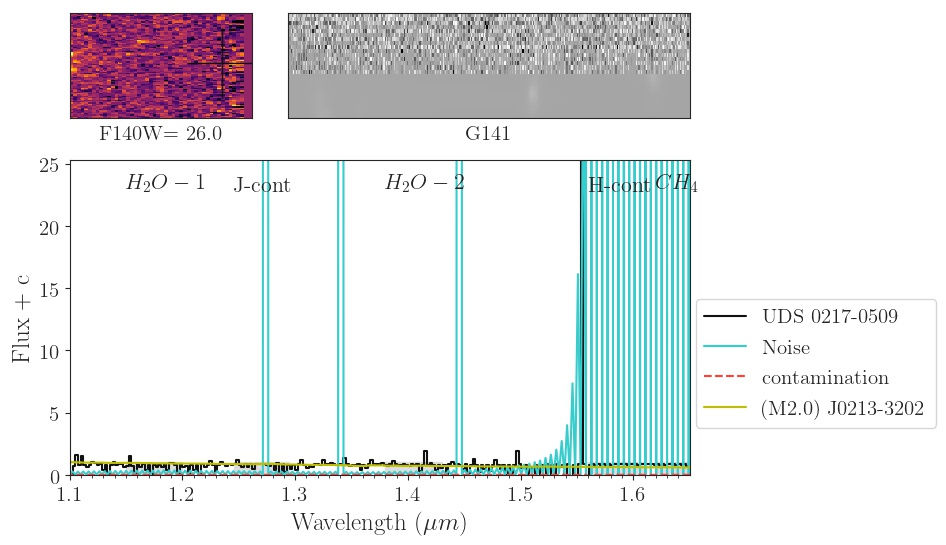 F140W= 26.0
G141
H₂O − 1
J-cont
H₂O − 2
H-cont
CH₄
25
20
15
10
5
0
Flux + c
1.1
1.2
1.3
1.4
1.5
1.6
Wavelength (μm)
UDS 0217-0509
Noise
contamination
(M2.0) J0213-3202